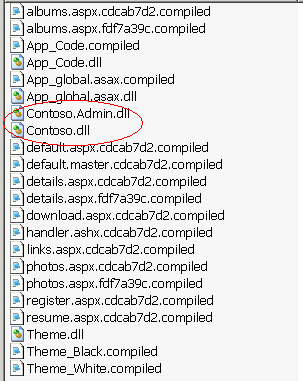 albums.aspx.cdcab7d2.compiled
albums.aspx.fdf7a39c.compiled
App_Code.compiled
App_Code.dll
App_global.asax.compiled
App_global.asax.dll
Contoso.Admin.dll
Contoso.dll
default.aspx.cdcab7d2.compiled
default.master.cdcab7d2.compiled
details.aspx.cdcab7d2.compiled
details.aspx.fdf7a39c.compiled
download.aspx.cdcab7d2.compiled
handler.ashx.cdcab7d2.compiled
links.aspx.cdcab7d2.compiled
photos.aspx.cdcab7d2.compiled
photos.aspx.fdf7a39c.compiled
register.aspx.cdcab7d2.compiled
resume.aspx.cdcab7d2.compiled
Theme.dll
Theme_Black.compiled
Theme_White.compiled